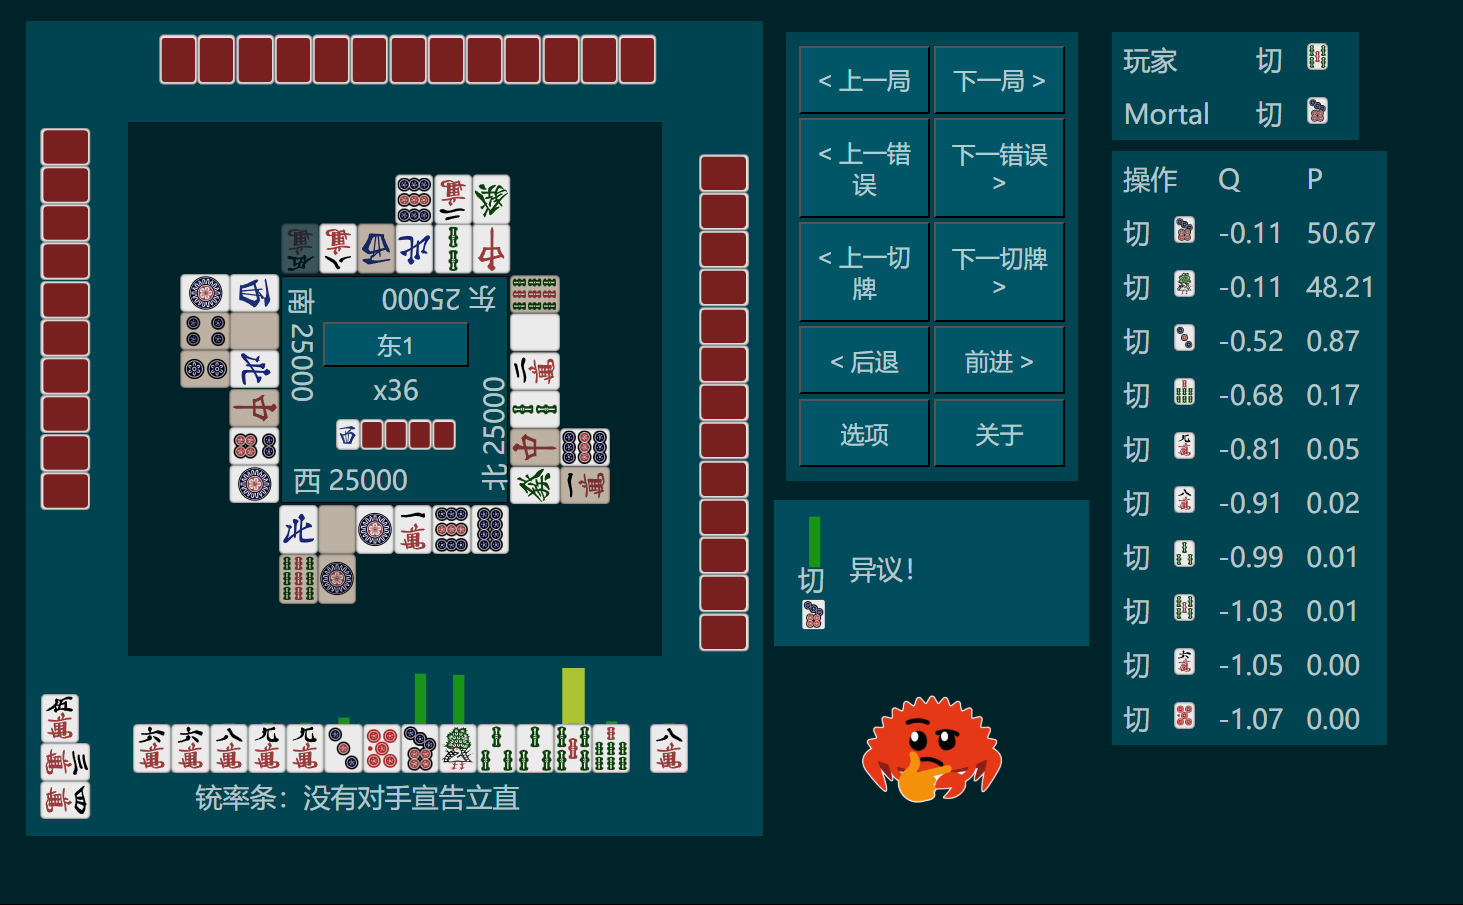 < 上一局
下一局 >
< 上一错误
下一错误 >
< 上一切牌
下一切牌 >
< 后退
前进 >
选项
关于
玩家 切
Mortal 切
操作 Q P
切 -0.11 50.67
切 -0.11 48.21
切 -0.52 0.87
切 -0.68 0.17
切 -0.81 0.05
切 -0.91 0.02
切 -0.99 0.01
切 -1.03 0.01
切 -1.05 0.00
切 -1.07 0.00
东 25000
南 25000
东1
x36
北 25000
西 25000
切
异议！
铳率条：没有对手宣告立直